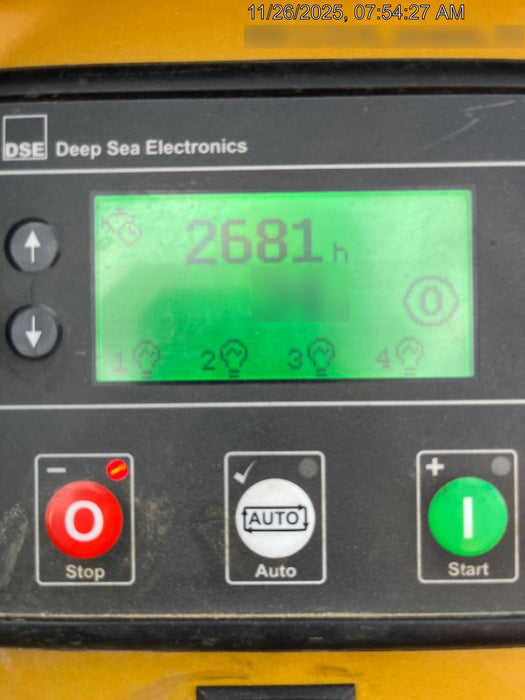 11/26/2025, 07:54:27 AM
DSE Deep Sea Electronics
2681 h
0
1 2 3 4
O AUTO I
Stop Auto Start